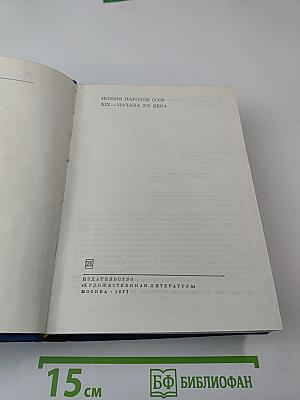 ПОЭЗИЯ НАРОДОВ СССР
XIX — НАЧАЛА XX ВЕКА
ИЗДАТЕЛЬСТВО
«ХУДОЖЕСТВЕННАЯ ЛИТЕРАТУРА»
МОСКВА · 1977
15 см
БФ БИБЛИОФАН